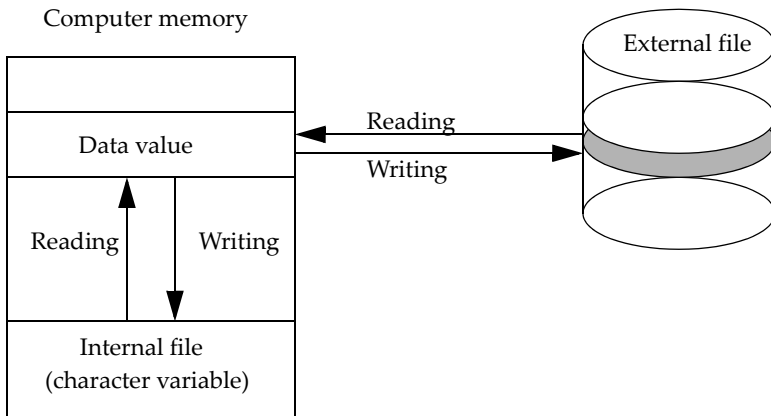 Computer memory
External file
Reading
Data value
Writing
Reading
Writing
Internal file
(character variable)